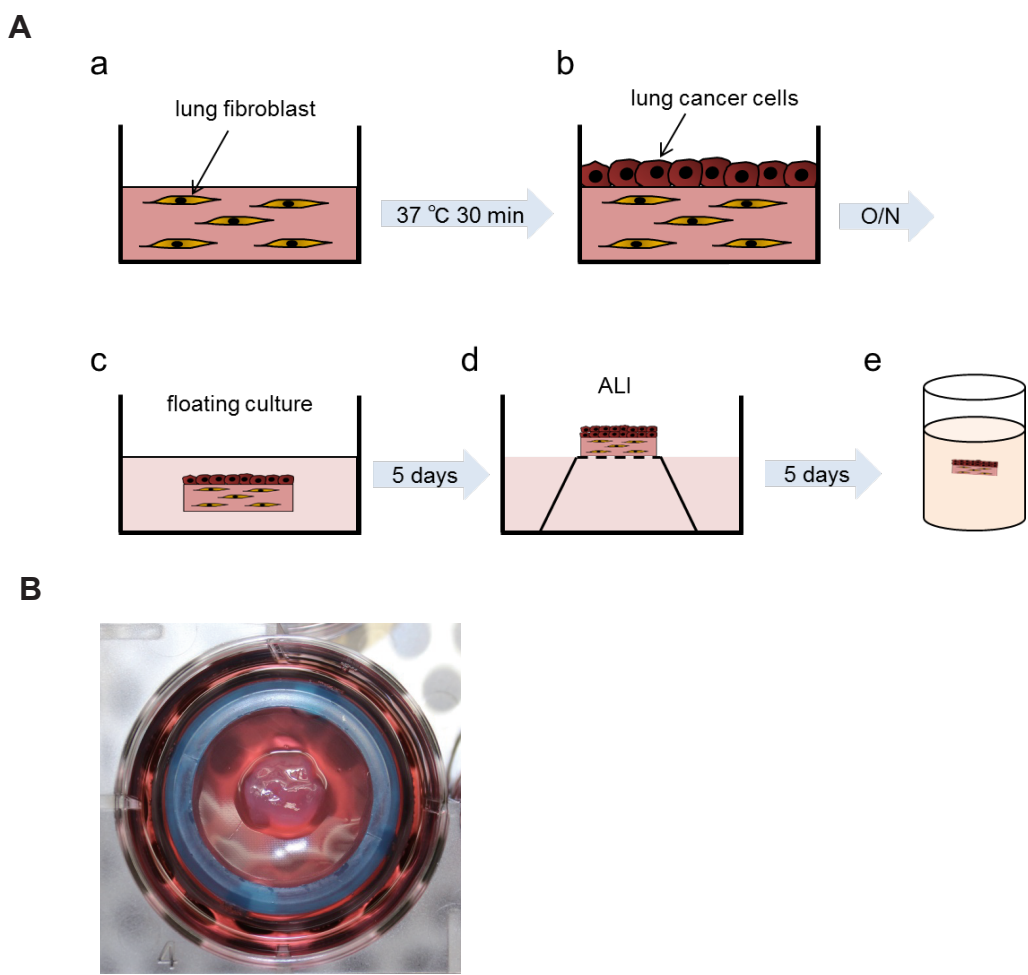 A
a
b
lung fibroblast
lung cancer cells
37 ℃ 30 min
O/N
c
d
e
floating culture
ALI
5 days
5 days
B
4